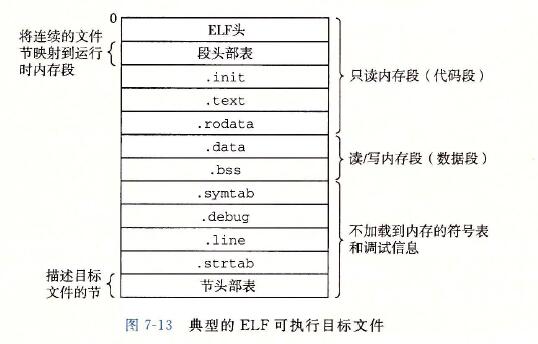 0
将连续的文件
节映射到运行
时内存段
ELF头
段头部表
.init
.text
.rodata
只读内存段（代码段）
.data
.bss
读/写内存段（数据段）
.symtab
.debug
.line
.strtab
不加载到内存的符号表
和调试信息
描述目标
文件的节
节头部表
图 7-13 典型的 ELF 可执行目标文件